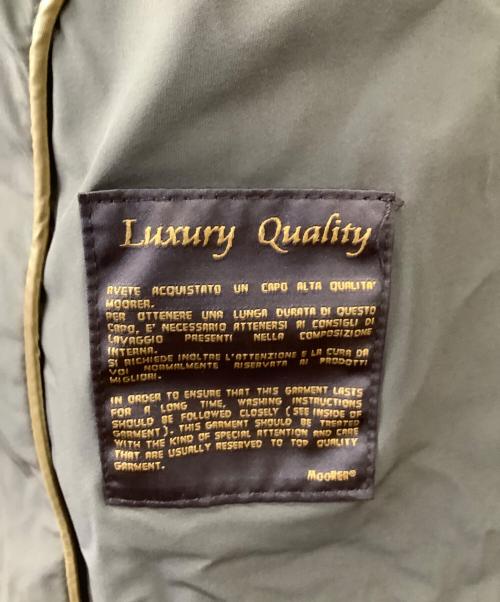 Luxury Quality
AVETE ACQUISTATO UN CAPO ALTA QUALITA'
MOORER.
PER OTTENERE UNA LUNGA DURATA DI QUESTO
CAPO, E' NECESSARIO ATTENERSI AI CONSIGLI DI
LAVAGGIO PRESENTI NELLA COMPOSIZIONE
INTERNA.
SI RICHIEDE INOLTRE L'ATTENZIONE E LA CURA DA
VOI NORMALMENTE RISERVATA AI PRODOTTI
MIGLIORI.
IN ORDER TO ENSURE THAT THIS GARMENT LASTS
FOR A LONG TIME, WASHING INSTRUCTIONS
SHOULD BE FOLLOWED CLOSELY (SEE INSIDE OF
GARMENT). THIS GARMENT SHOULD BE TREATED
WITH THE KIND OF SPECIAL ATTENTION AND CARE
THAT ARE USUALLY RESERVED TO TOP QUALITY
GARMENT.
MOORER®